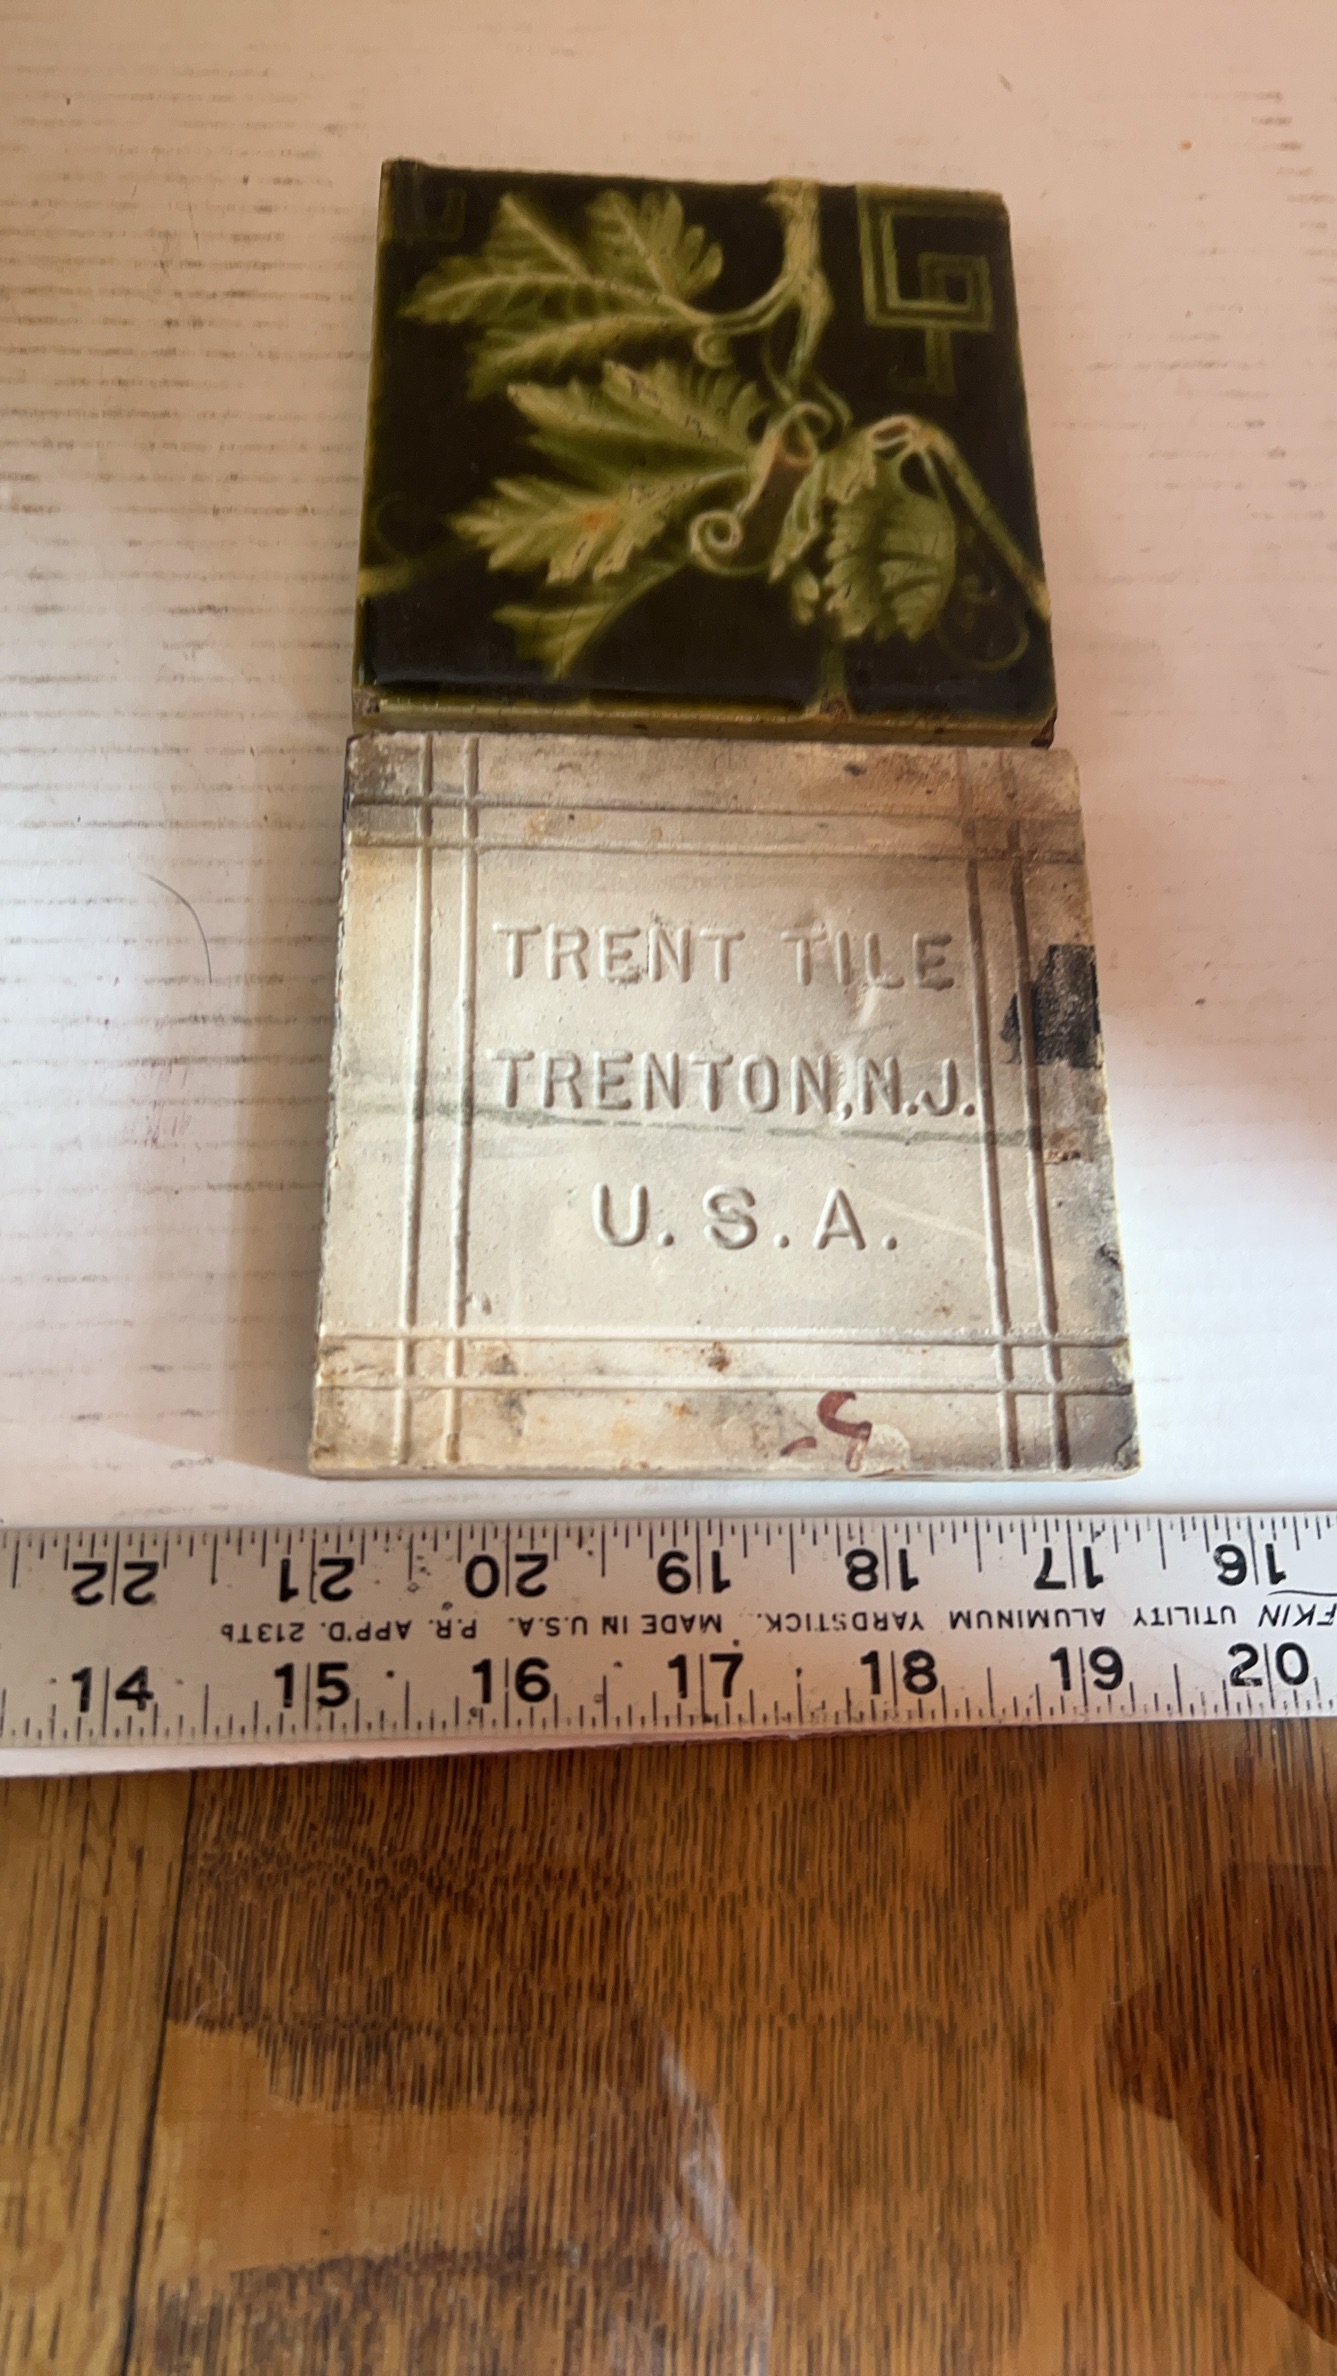 TRENT TILE
TRENTON, N.J.
U.S.A.
22 21 20 19 18 17 16
FKIN UTILITY ALUMINUM YARDSTICK. MADE IN U.S.A. P.R. APP'D. 213Tb
14 15 16 17 18 19 20